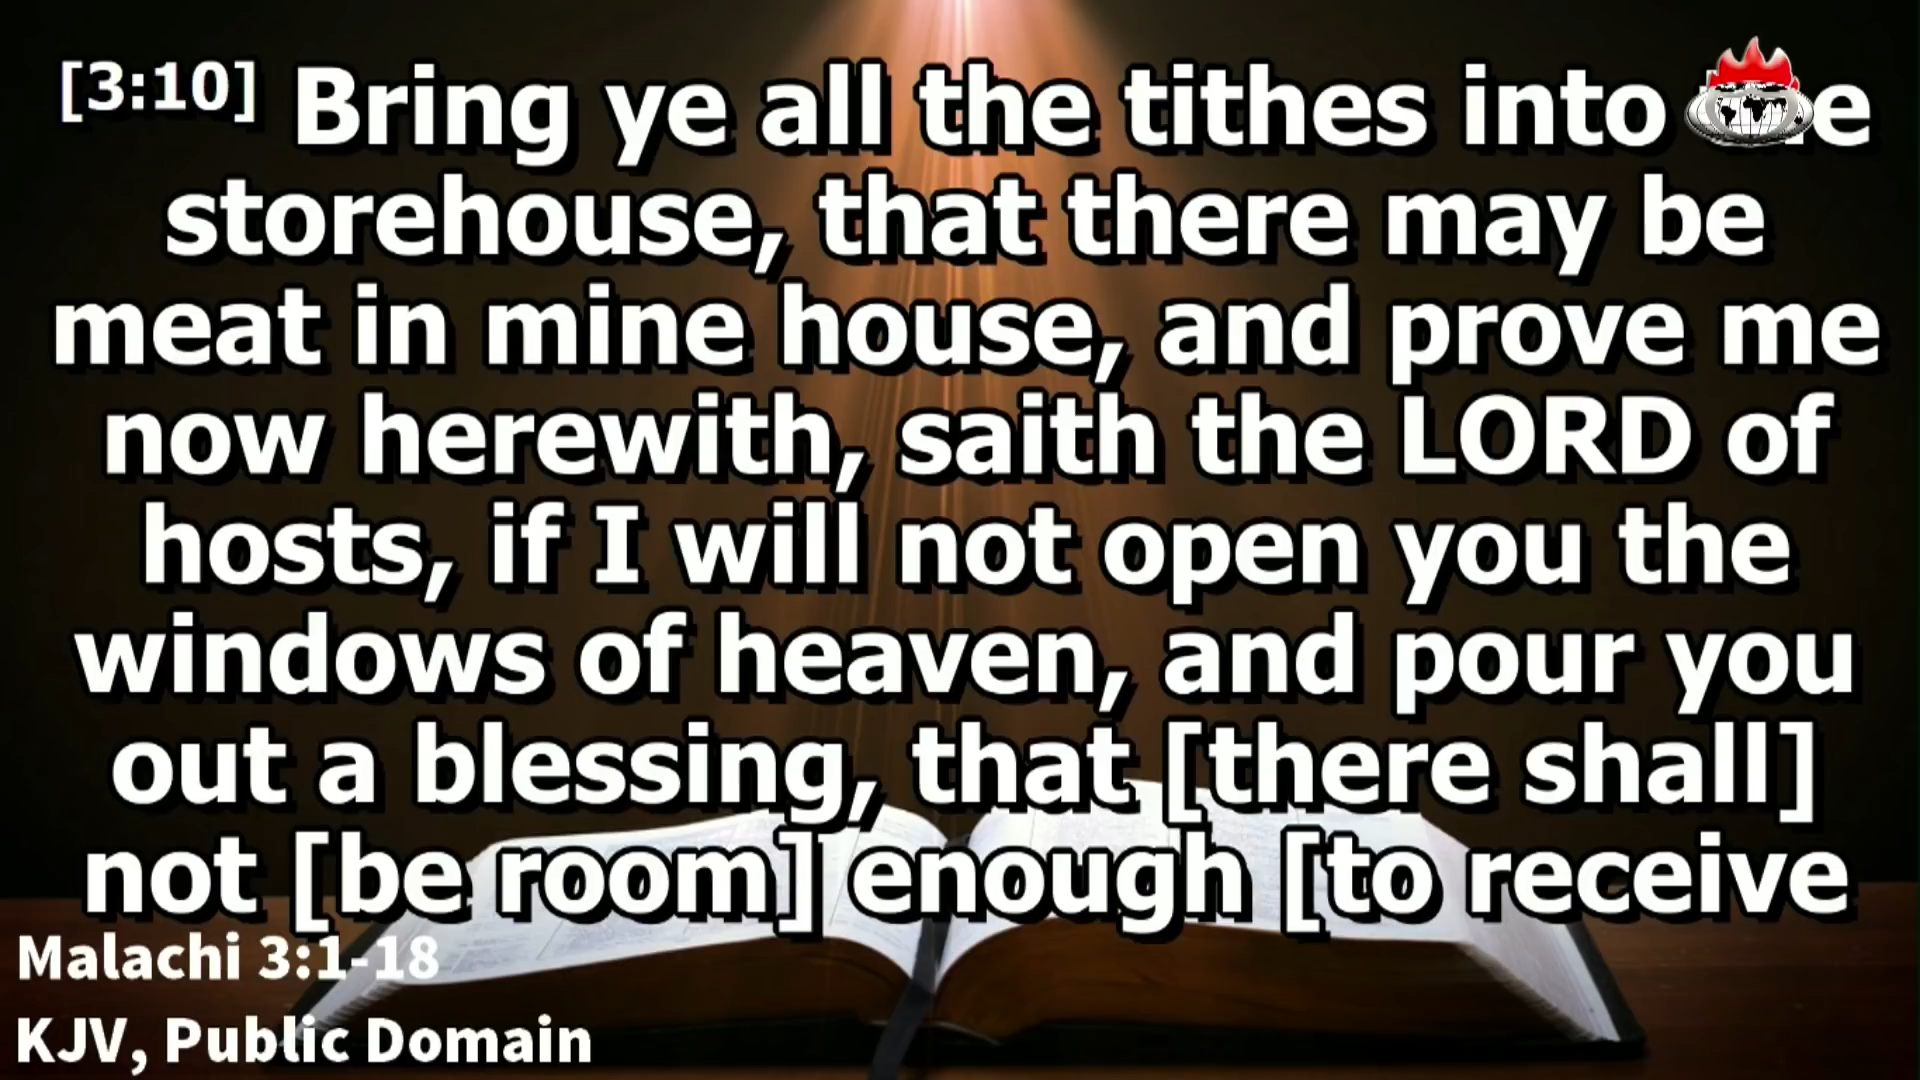 [3:10] Bring ye all the tithes into
storehouse, that there may be
meat in mine house, and prove me
now herewith, saith the LORD of
hosts, if I will not open you the
windows of heaven, and pour you
out a blessing, that [there shall]
not [be room] enough [to receive
Malachi 3:1-18
KJV, Public Domain